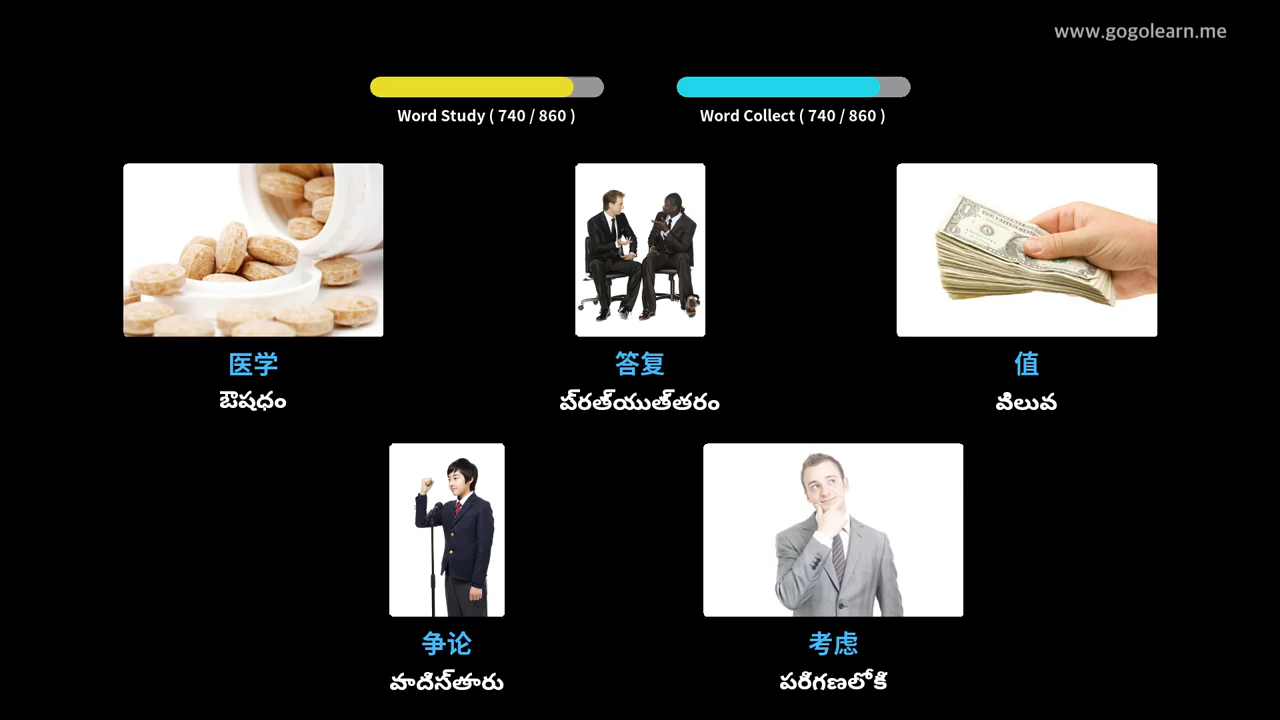 www.gogolearn.me
Word Study ( 740 / 860 )
Word Collect ( 740 / 860 )
医学
答复
值
ఔషధం
ప్రత్యుత్తరం
విలువ
争论
考虑
వాదిన్తారు
పరిగణలోకి